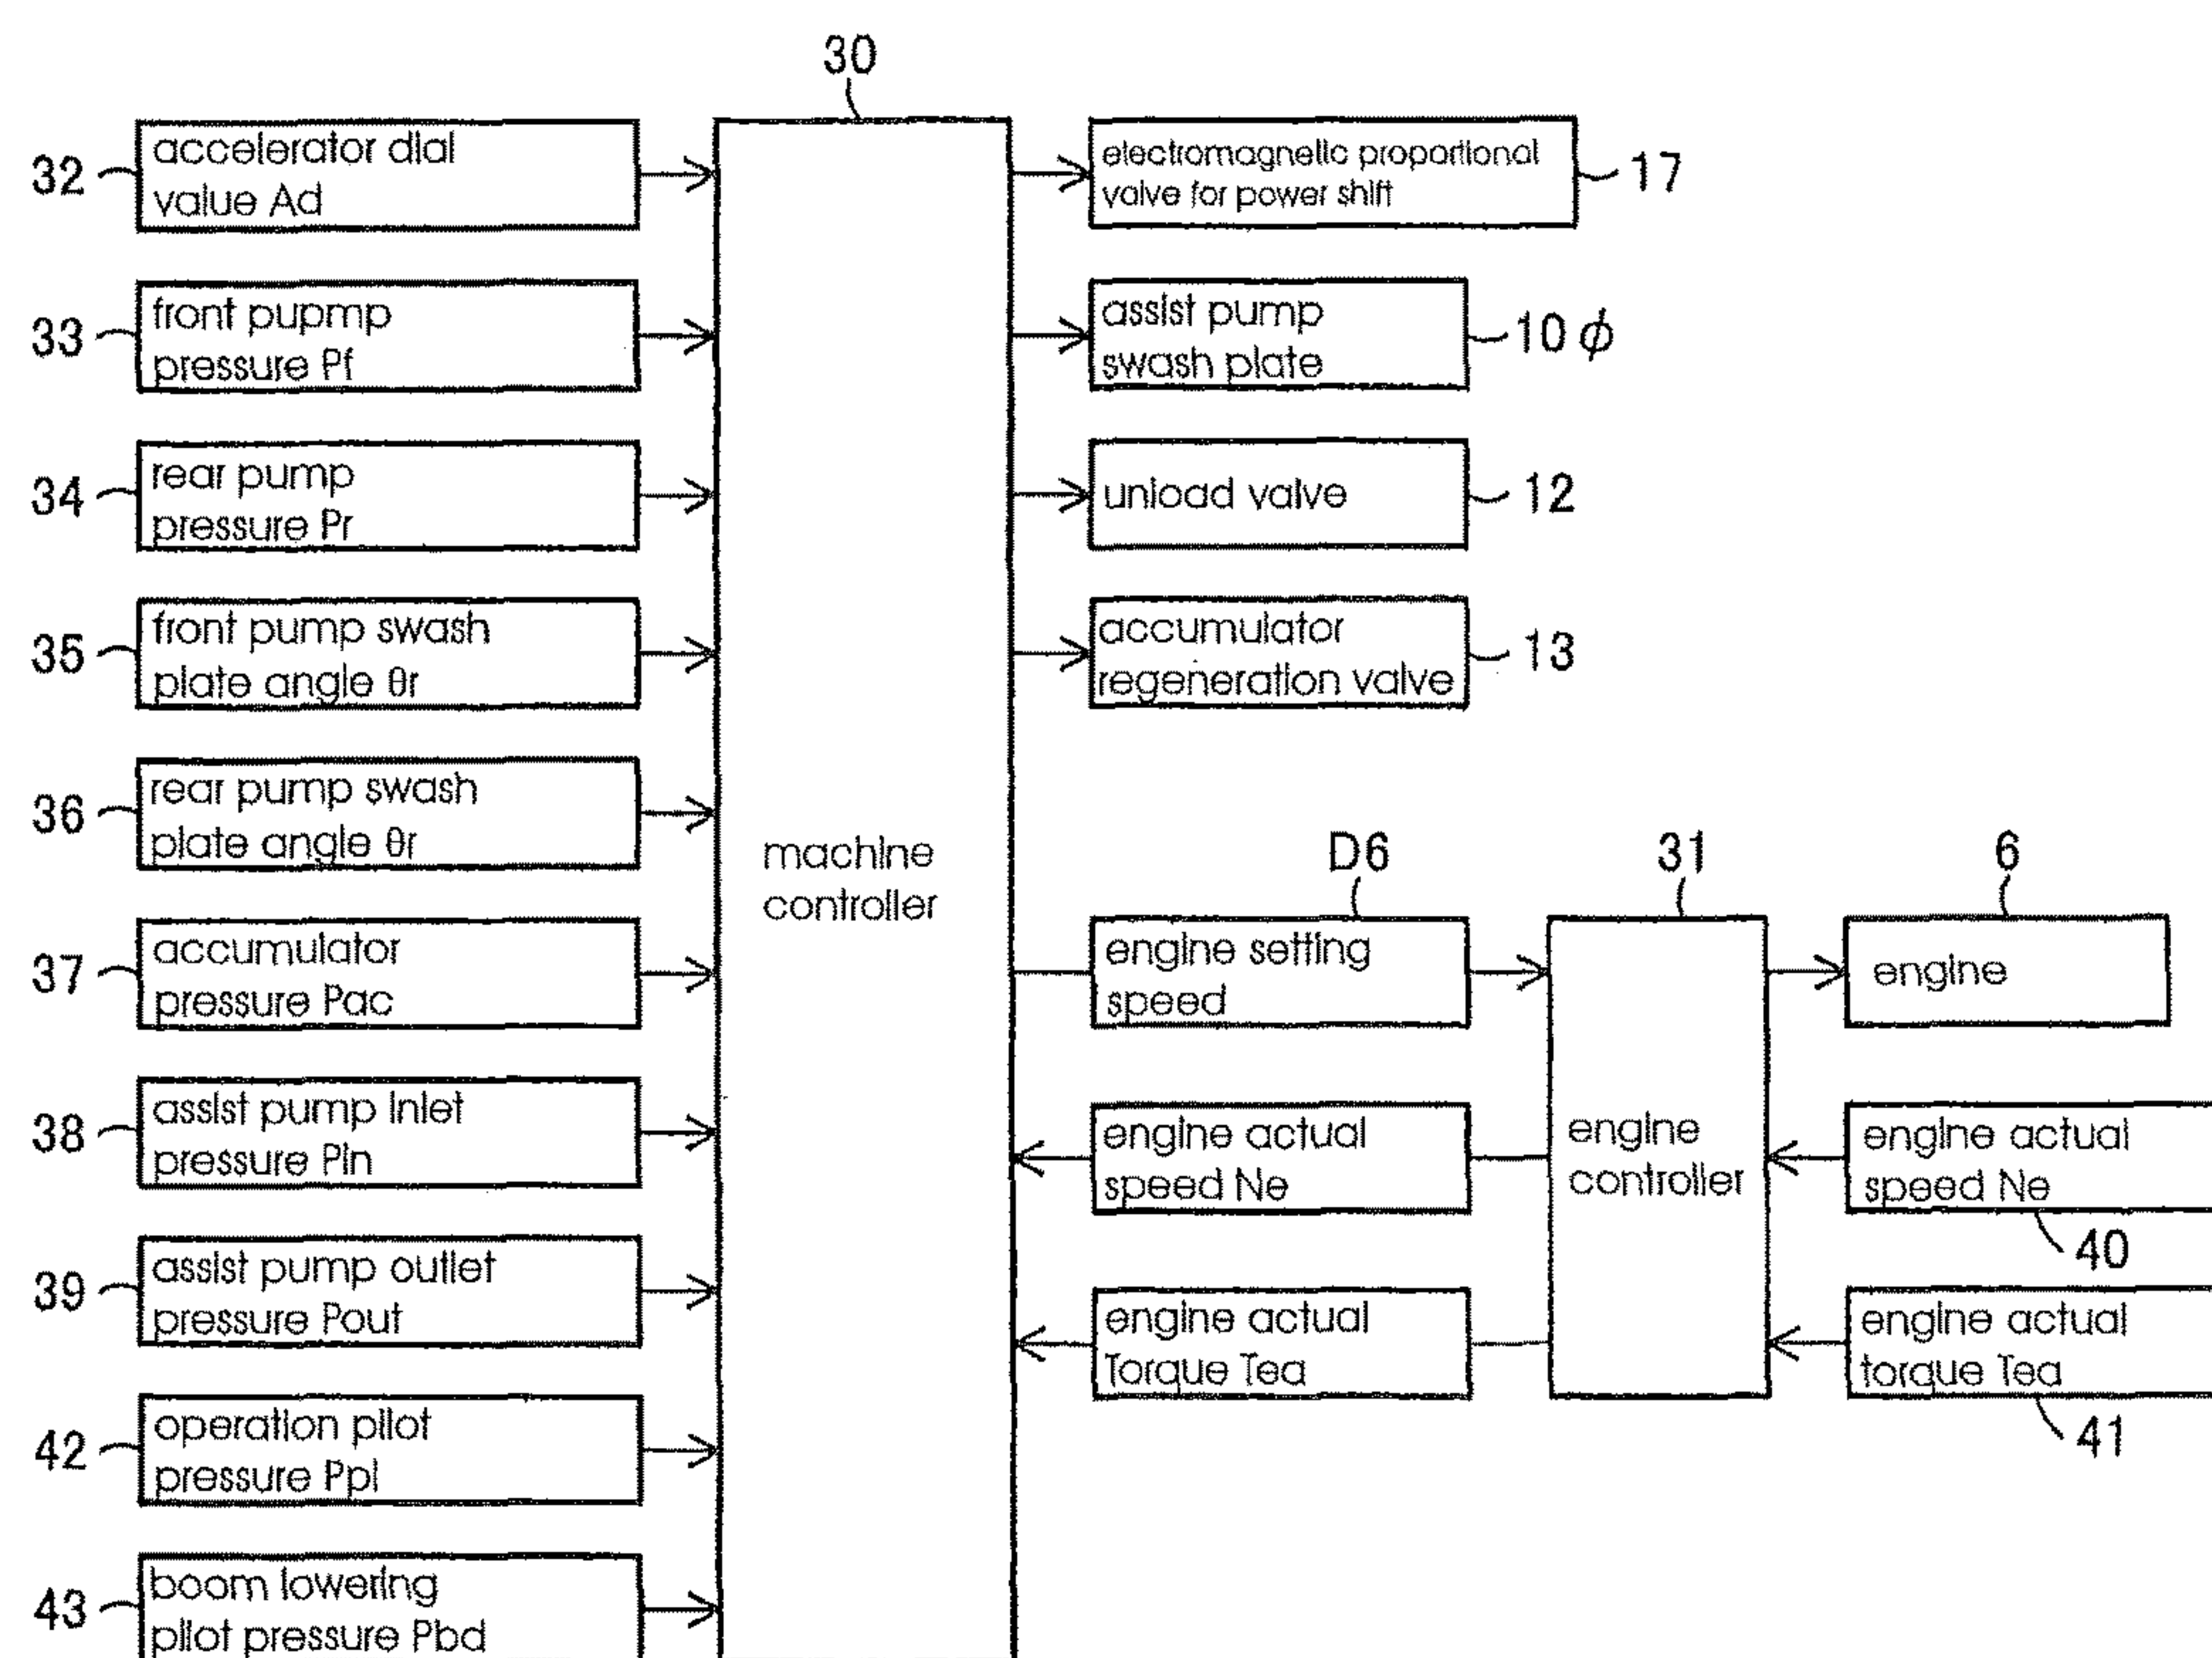 30
32
accelerator dial
value Ad
33
front pupmp
pressure Pf
34
rear pump
pressure Pr
35
front pump swash
plate angle θr
36
rear pump swash
plate angle θr
37
accumulator
pressure Pac
38
assist pump inlet
pressure Pin
39
assist pump outlet
pressure Pout
42
operation pilot
pressure Ppi
43
boom lowering
pilot pressure Pbd
machine
controller
electromagnetic proportional
valve for power shift
17
assist pump
swash plate
10 ϕ
unload valve
12
accumulator
regeneration valve
13
D6
engine setting
speed
31
engine
controller
6
engine
engine actual
speed Ne
engine actual
speed Ne
40
engine actual
Torque Tea
engine actual
torque Tea
41